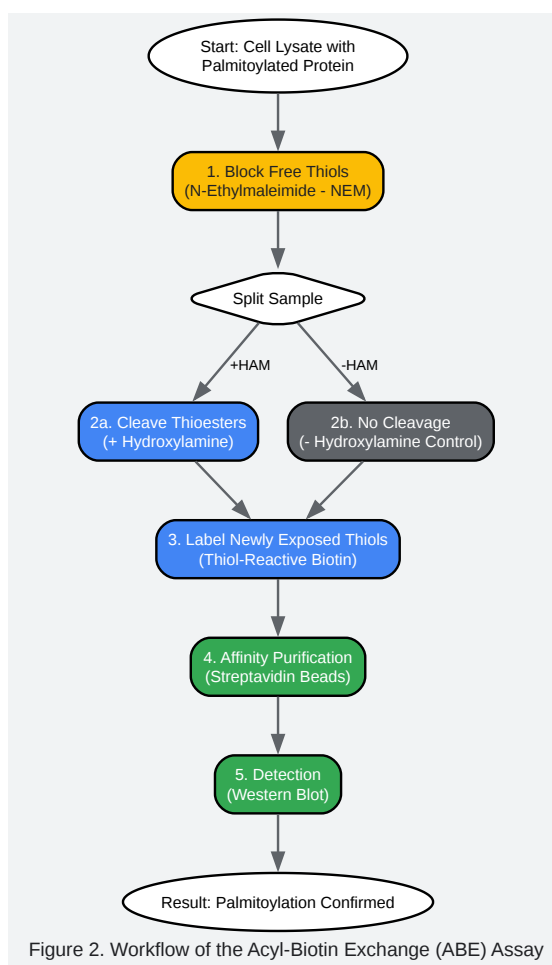 Start: Cell Lysate with
Palmitoylated Protein
1. Block Free Thiols
(N-Ethylmaleimide - NEM)
Split Sample
+HAM
-HAM
2a. Cleave Thioesters
(+ Hydroxylamine)
2b. No Cleavage
(- Hydroxylamine Control)
3. Label Newly Exposed Thiols
(Thiol-Reactive Biotin)
4. Affinity Purification
(Streptavidin Beads)
5. Detection
(Western Blot)
Result: Palmitoylation Confirmed
Figure 2. Workflow of the Acyl-Biotin Exchange (ABE) Assay